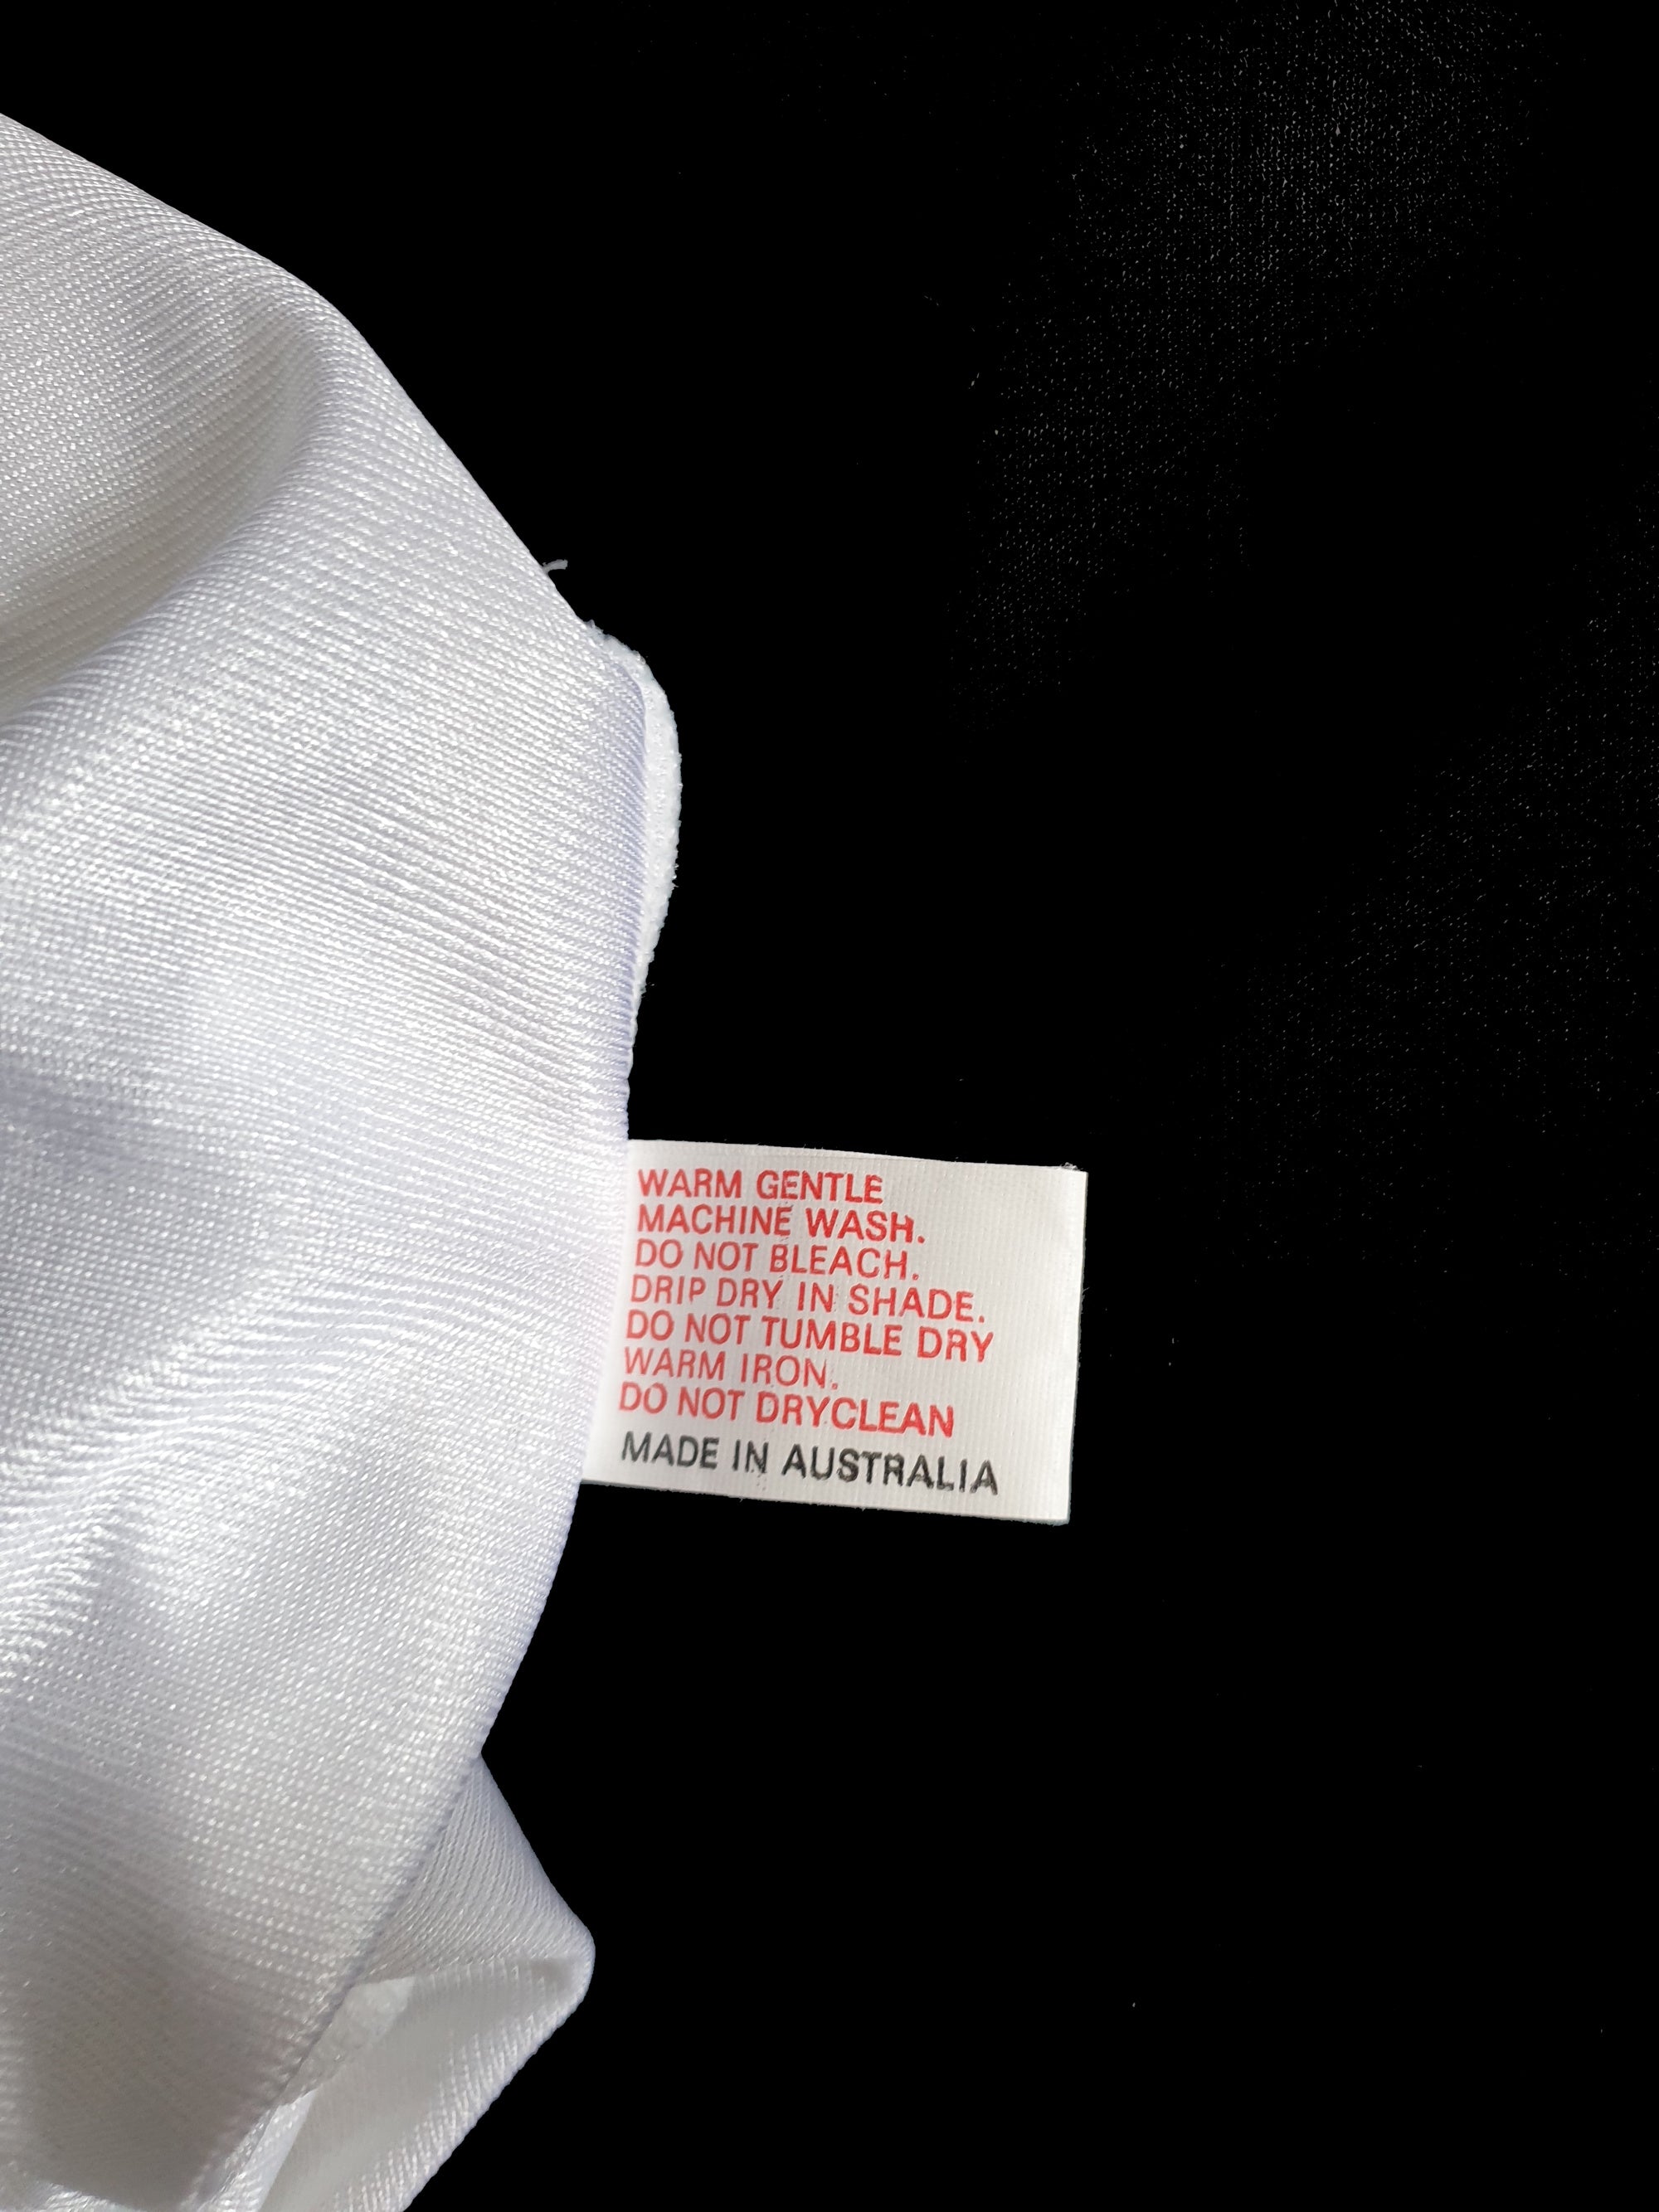 WARM GENTLE
MACHINE WASH.
DO NOT BLEACH.
DRIP DRY IN SHADE.
DO NOT TUMBLE DRY
WARM IRON.
DO NOT DRYCLEAN
MADE IN AUSTRALIA